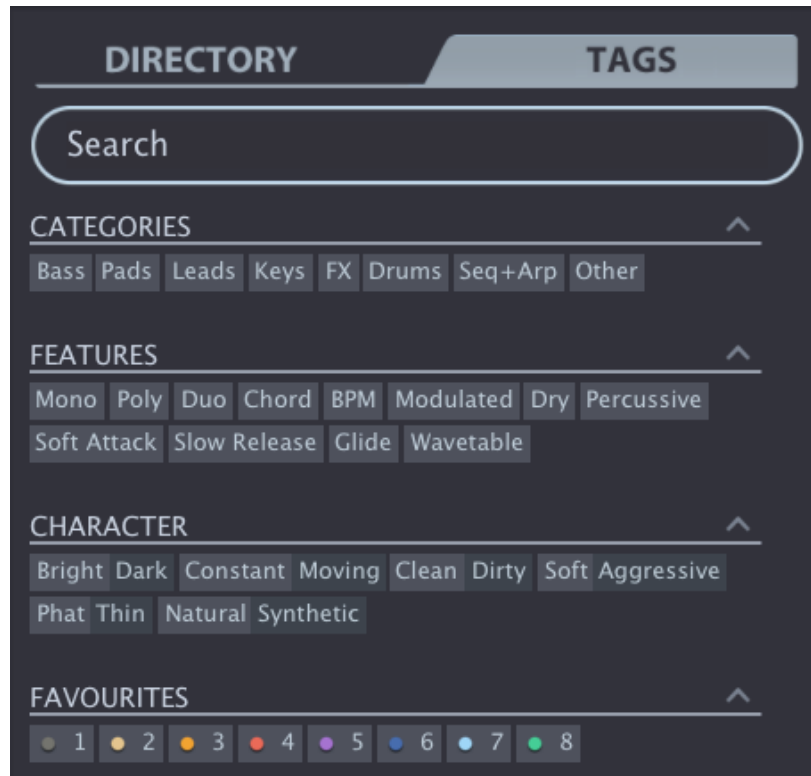 DIRECTORY TAGS
Search
CATEGORIES
Bass Pads Leads Keys FX Drums Seq+Arp Other
FEATURES
Mono Poly Duo Chord BPM Modulated Dry Percussive
Soft Attack Slow Release Glide Wavetable
CHARACTER
Bright Dark Constant Moving Clean Dirty Soft Aggressive
Phat Thin Natural Synthetic
FAVOURITES
1 2 3 4 5 6 7 8